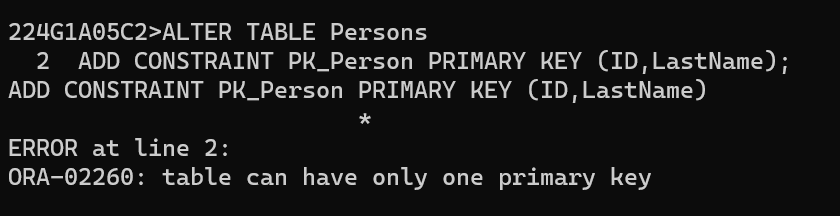 224G1A05C2>ALTER TABLE Persons
  2  ADD CONSTRAINT PK_Person PRIMARY KEY (ID,LastName);
ADD CONSTRAINT PK_Person PRIMARY KEY (ID,LastName)
                         *
ERROR at line 2:
ORA-02260: table can have only one primary key